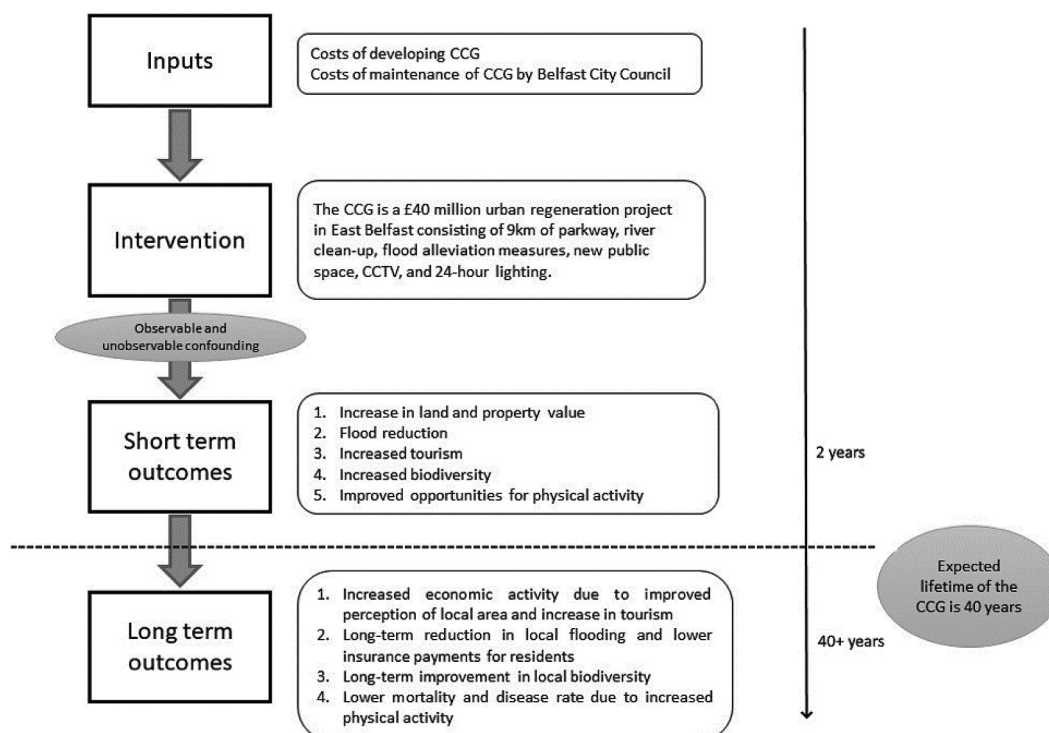 Inputs
Costs of developing CCG
Costs of maintenance of CCG by Belfast City Council
Intervention
The CCG is a £40 million urban regeneration project
in East Belfast consisting of 9km of parkway, river
clean-up, flood alleviation measures, new public
space, CCTV, and 24-hour lighting.
Observable and
unobservable confounding
Short term
outcomes
1. Increase in land and property value
2. Flood reduction
3. Increased tourism
4. Increased biodiversity
5. Improved opportunities for physical activity
2 years
Long term
outcomes
1. Increased economic activity due to improved
perception of local area and increase in tourism
2. Long-term reduction in local flooding and lower
insurance payments for residents
3. Long-term improvement in local biodiversity
4. Lower mortality and disease rate due to increased
physical activity
40+ years
Expected
lifetime of the
CCG is 40 years